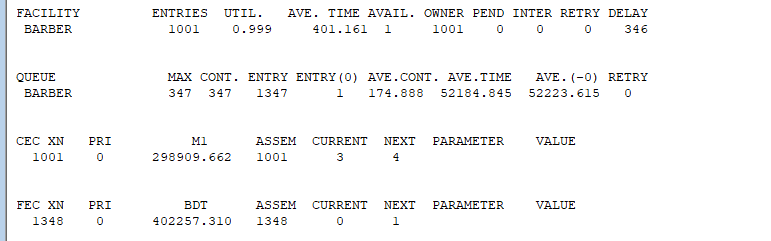 FACILITY ENTRIES UTIL. AVE. TIME AVAIL. OWNER PEND INTER RETRY DELAY
BARBER 1001 0.999 401.161 1 1001 0 0 0 346
QUEUE MAX CONT. ENTRY ENTRY(0) AVE.CONT. AVE.TIME AVE.(-0) RETRY
BARBER 347 347 1347 1 174.888 52184.845 52223.615 0
CEC XN PRI M1 ASSEM CURRENT NEXT PARAMETER VALUE
1001 0 298909.662 1001 3 4
FEC XN PRI BDT ASSEM CURRENT NEXT PARAMETER VALUE
1348 0 402257.310 1348 0 1